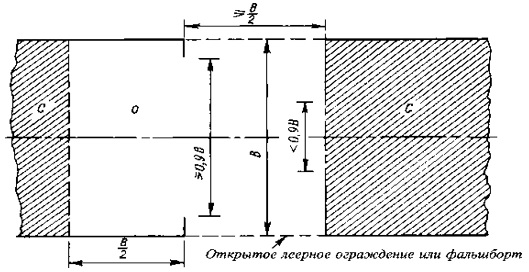 ⩾ B/2
C
O
⩾0,9B
B
<0,9B
C
B/2
Открытое леерное ограждение или фальшборт